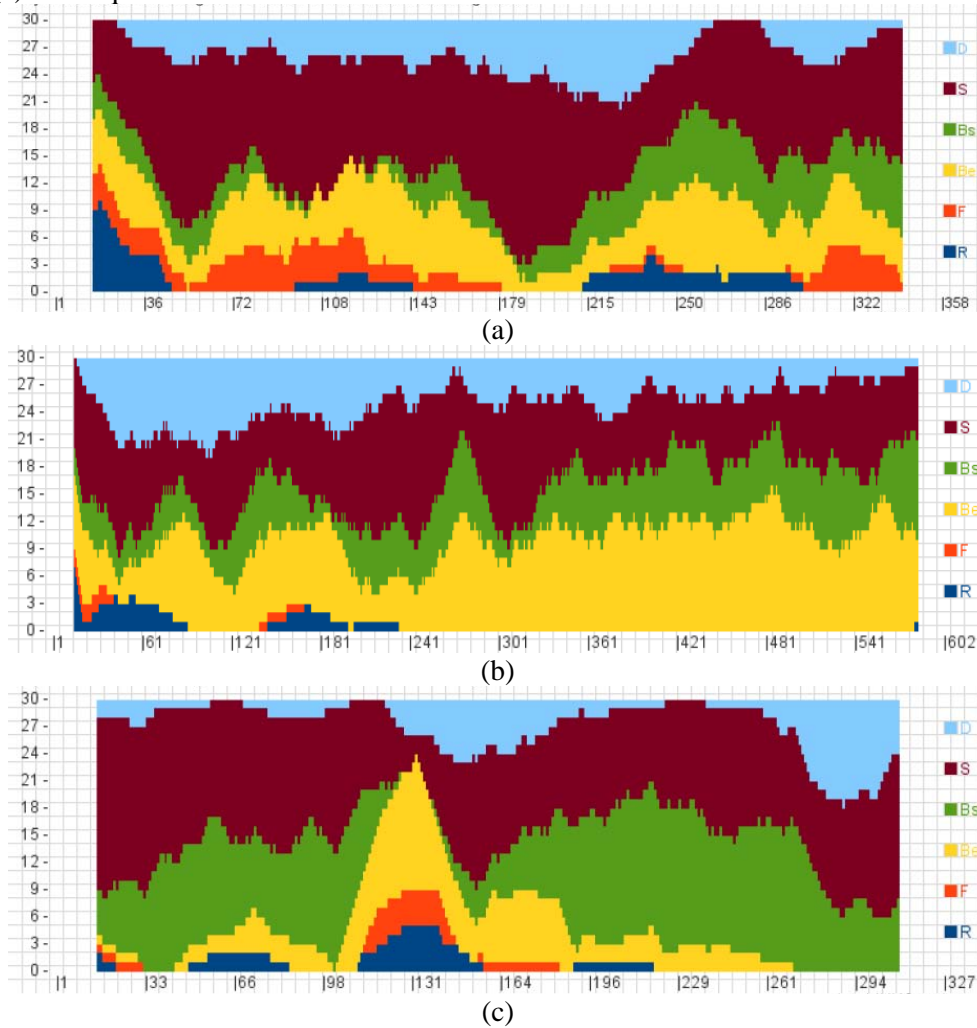 30 -
27 -
24 -
21 -
18 -
15 -
12 -
9 -
6 -
3 -
0 -
D
S
Bs
Be
F
R
|1 |36 |72 |108 |143 |179 |215 |250 |286 |322 |358
(a)
30 -
27 -
24 -
21 -
18 -
15 -
12 -
9 -
6 -
3 -
0 -
D
S
Bs
Be
F
R
|1 |61 |121 |181 |241 |301 |361 |421 |481 |541 |602
(b)
30 -
27 -
24 -
21 -
18 -
15 -
12 -
9 -
6 -
3 -
0 -
D
S
Bs
Be
F
R
|1 |33 |66 |98 |131 |164 |196 |229 |261 |294 |327
(c)